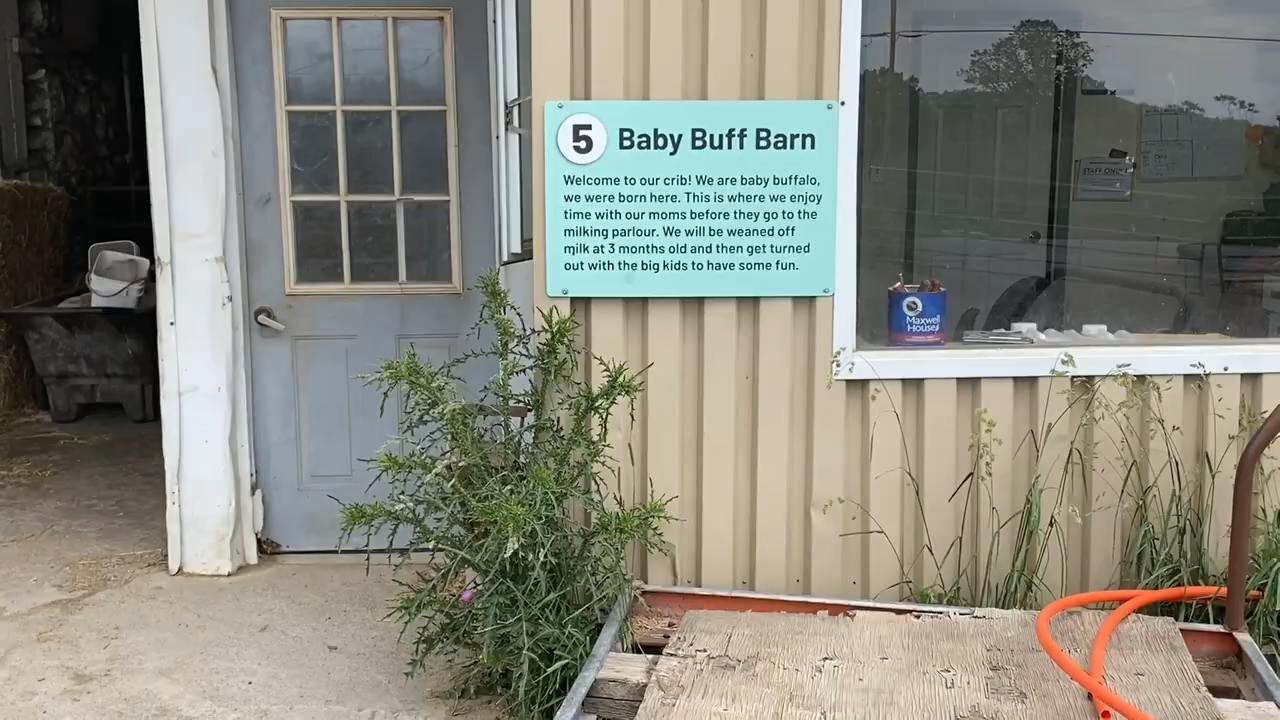 5 Baby Buff Barn
Welcome to our crib! We are baby buffalo,
we were born here. This is where we enjoy
time with our moms before they go to the
milking parlour. We will be weaned off
milk at 3 months old and then get turned
out with the big kids to have some fun.
STAFF ONLY
Maxwell
House